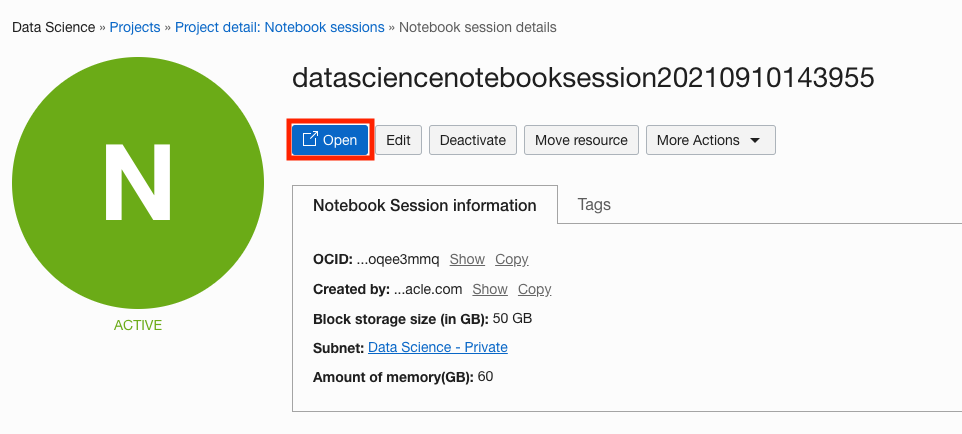 Data Science » Projects » Project detail: Notebook sessions » Notebook session details
N
ACTIVE
datasciencenotebooksession20210910143955
Open Edit Deactivate Move resource More Actions
Notebook Session information Tags
OCID: ...oqee3mmq Show Copy
Created by: ...acle.com Show Copy
Block storage size (in GB): 50 GB
Subnet: Data Science - Private
Amount of memory(GB): 60